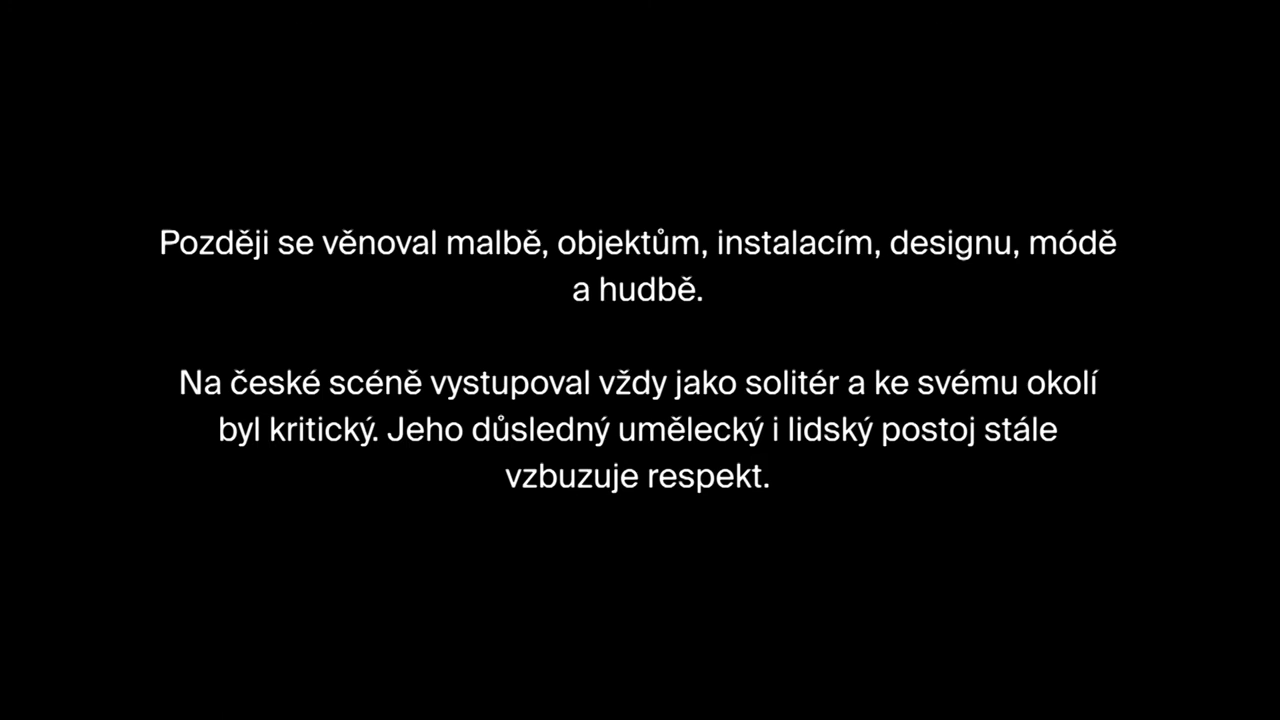 Později se věnoval malbě, objektům, instalacím, designu, módě
a hudbě.
Na české scéně vystupoval vždy jako solitér a ke svému okolí
byl kritický. Jeho důsledný umělecký i lidský postoj stále
vzbuzuje respekt.